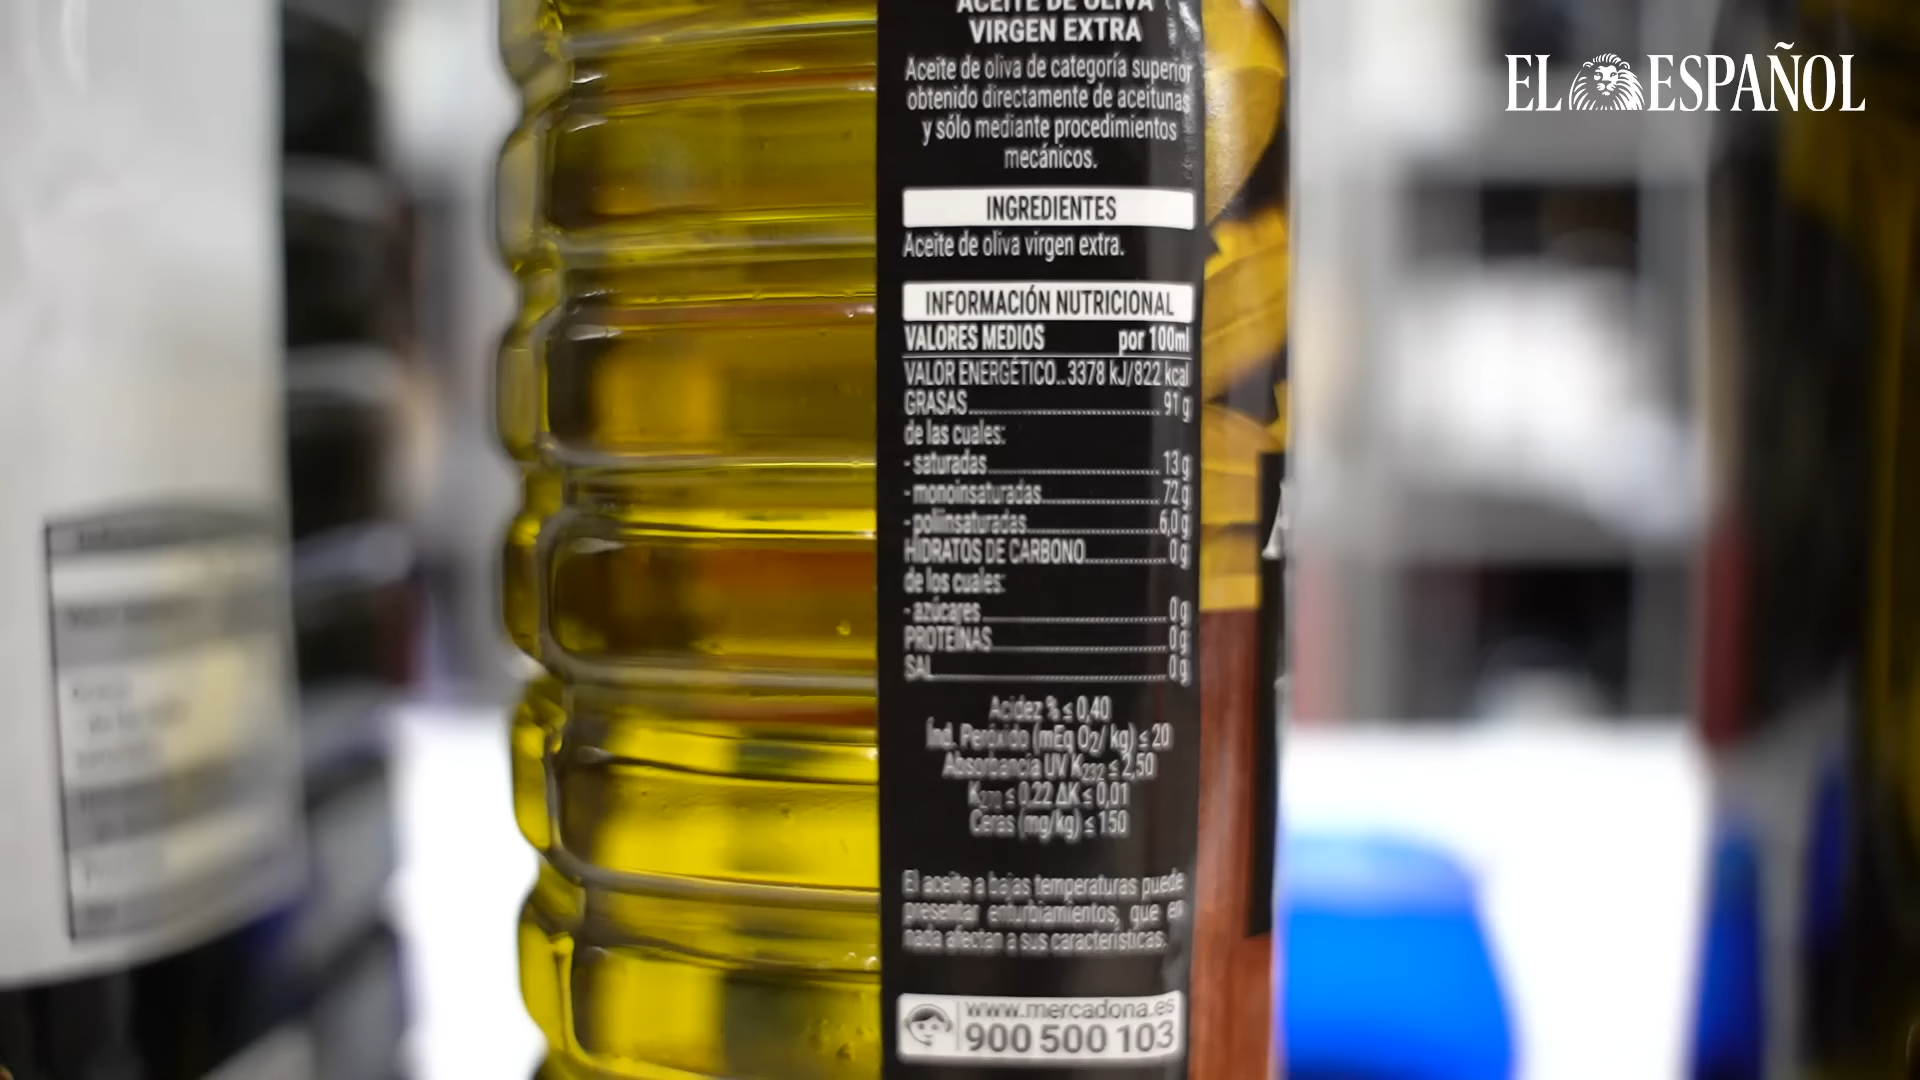 ACEITE DE OLIVA
VIRGEN EXTRA
Aceite de oliva de categoría superior
obtenido directamente de aceitunas
y sólo mediante procedimientos
mecánicos.
INGREDIENTES
Aceite de oliva virgen extra.
INFORMACIÓN NUTRICIONAL
VALORES MEDIOS por 100ml
VALOR ENERGÉTICO..3378 kJ/822 kcal
GRASAS 91 g
de las cuales:
- saturadas 13 g
- monoinsaturadas 72 g
- poliinsaturadas 6,0 g
HIDRATOS DE CARBONO 0 g
de los cuales:
- azúcares 0 g
PROTEÍNAS 0 g
SAL 0 g
Acidez % ≤ 0,40
Índ. Peróxido (mEq O2/ kg) ≤ 20
Absorbancia UV K232 ≤ 2,50
K270 ≤ 0,22 ΔK ≤ 0,01
Ceras (mg/kg) ≤ 150
El aceite a bajas temperaturas puede
presentar enturbiamientos, que en
nada afectan a sus características.
www.mercadona.es
900 500 103
EL ESPAÑOL